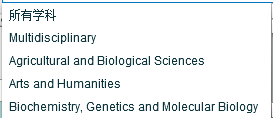 所有学科
Multidisciplinary
Agricultural and Biological Sciences
Arts and Humanities
Biochemistry, Genetics and Molecular Biology